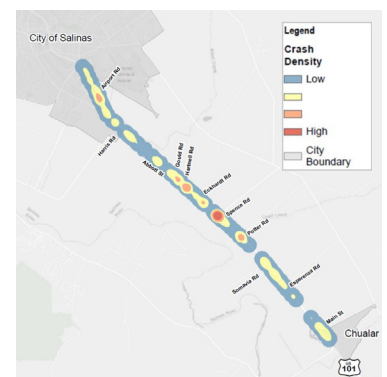 City of Salinas
Legend
Crash
Density
Low
High
City
Boundary
Airport Rd
Harris Rd
Abbott St
Gould Rd
Hartnell Rd
Eckhardt Rd
Spence Rd
Potter Rd
Somavia Rd
Esperanza Rd
Main St
Chualar
US
101